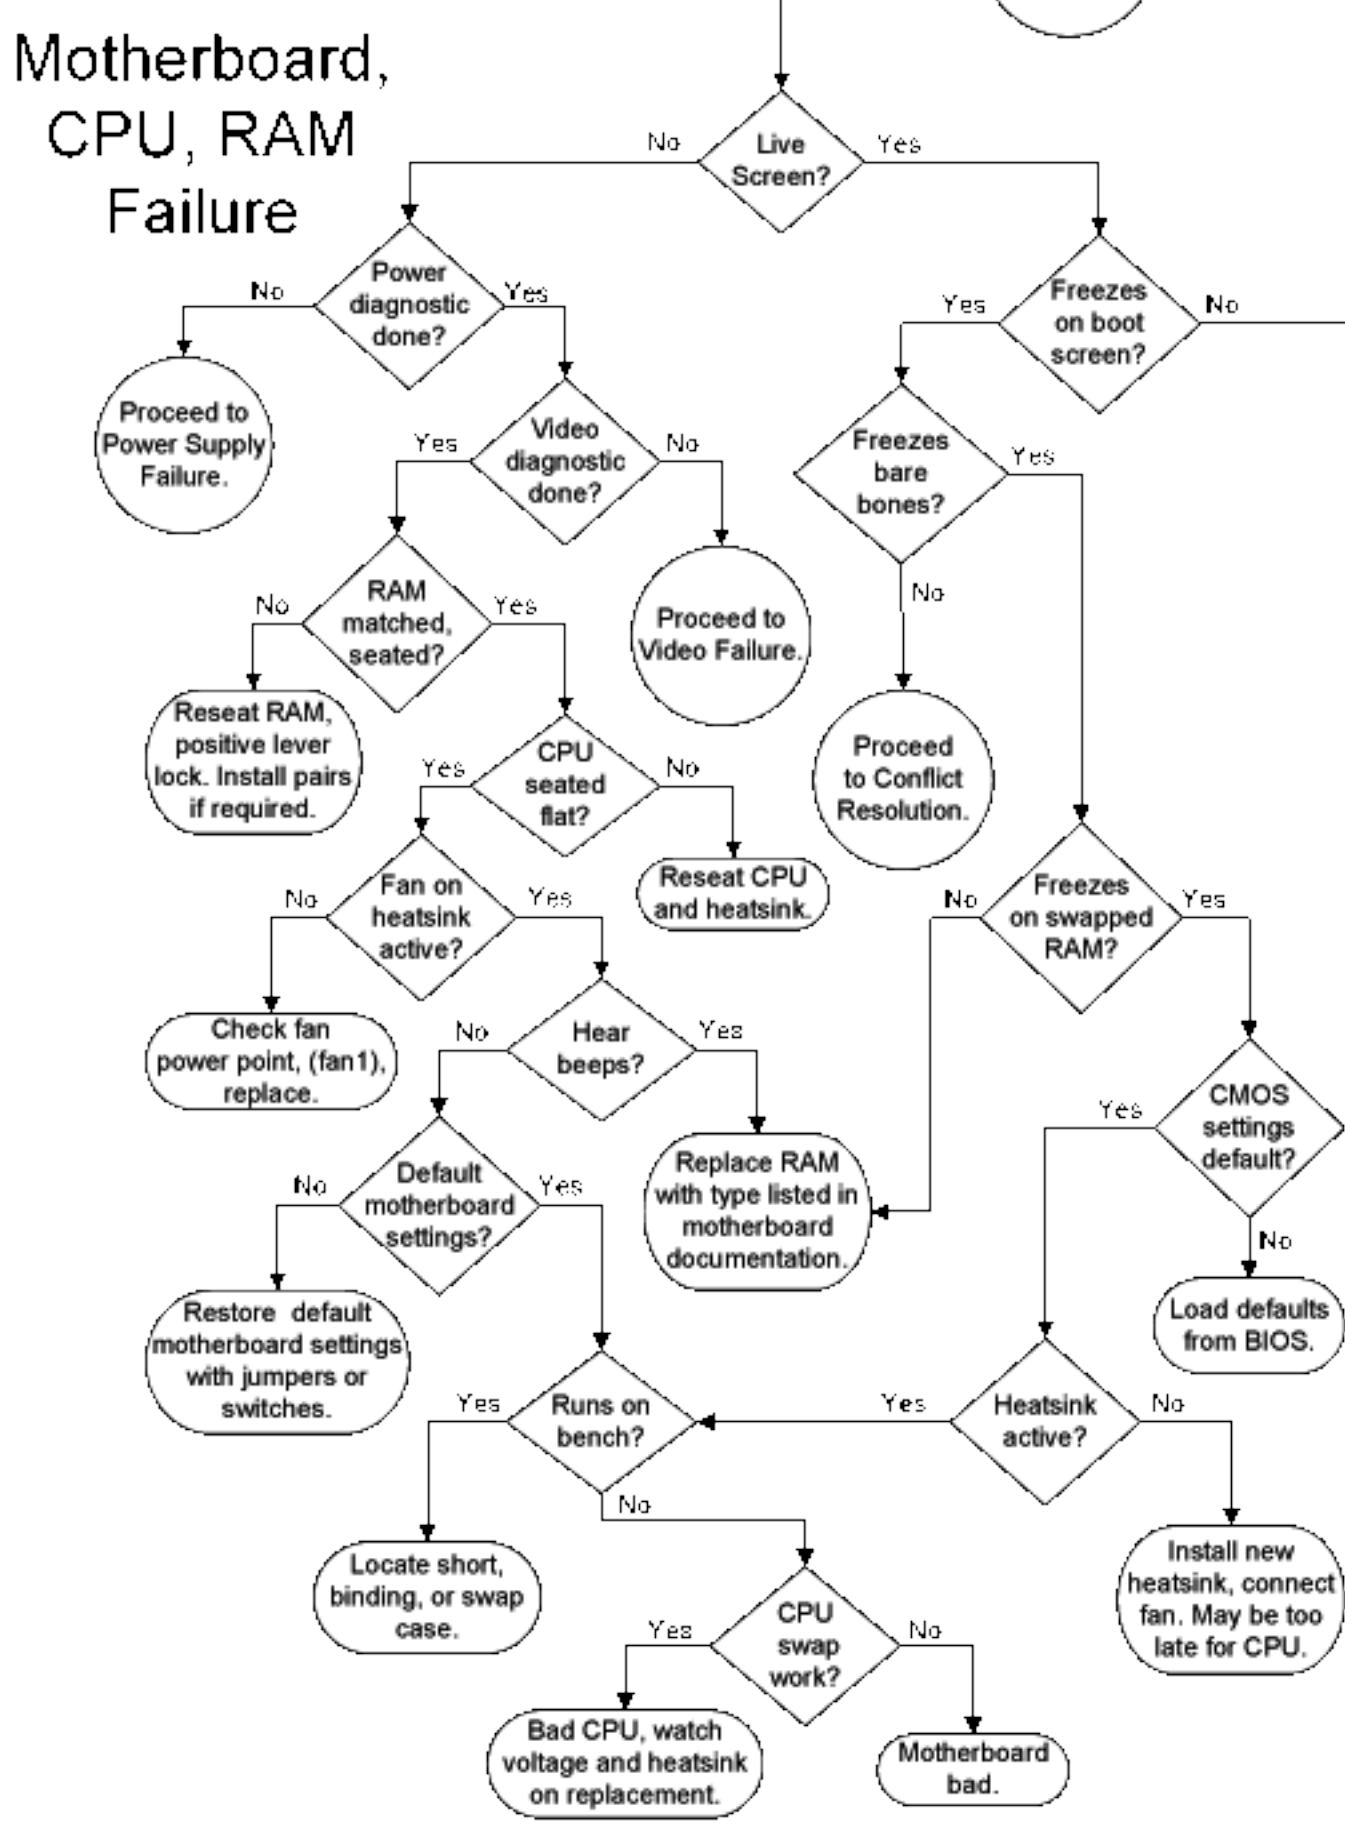 Motherboard,
CPU, RAM
Failure
Live
Screen?
No
Yes
Power
diagnostic
done?
No
Yes
Freezes
on boot
screen?
Yes
No
Proceed to
Power Supply
Failure.
Video
diagnostic
done?
Yes
No
Freezes
bare
bones?
Yes
No
RAM
matched,
seated?
No
Yes
Proceed to
Video Failure.
Reseat RAM,
positive lever
lock. Install pairs
if required.
CPU
seated
flat?
Yes
No
Proceed
to Conflict
Resolution.
Fan on
heatsink
active?
No
Yes
Reseat CPU
and heatsink.
Freezes
on swapped
RAM?
No
Yes
Check fan
power point, (fan1),
replace.
Hear
beeps?
No
Yes
CMOS
settings
default?
Yes
No
Default
motherboard
settings?
No
Yes
Replace RAM
with type listed in
motherboard
documentation.
Load defaults
from BIOS.
Restore default
motherboard settings
with jumpers or
switches.
Runs on
bench?
Yes
No
Heatsink
active?
Yes
No
Locate short,
binding, or swap
case.
CPU
swap
work?
Yes
No
Install new
heatsink, connect
fan. May be too
late for CPU.
Bad CPU, watch
voltage and heatsink
on replacement.
Motherboard
bad.